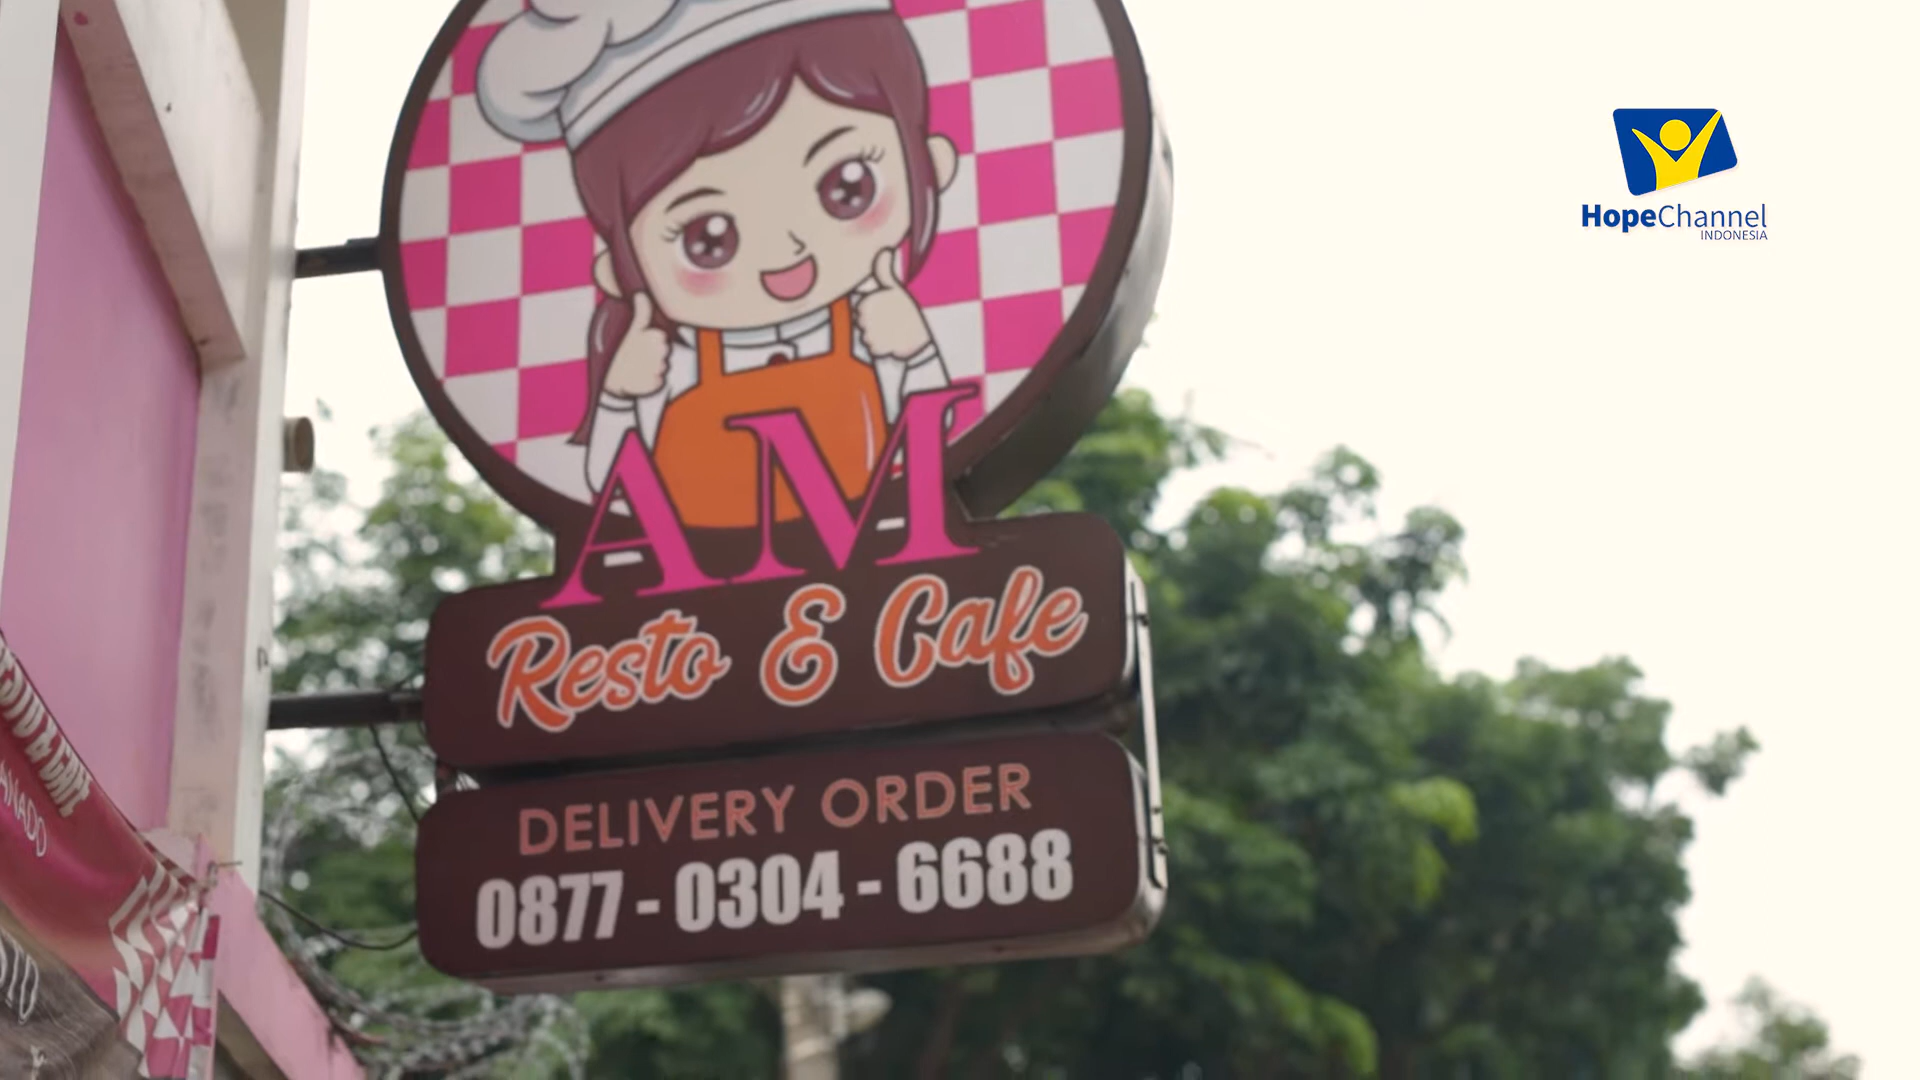 HopeChannel
INDONESIA
AM
Resto & Cafe
DELIVERY ORDER
0877 - 0304 - 6688